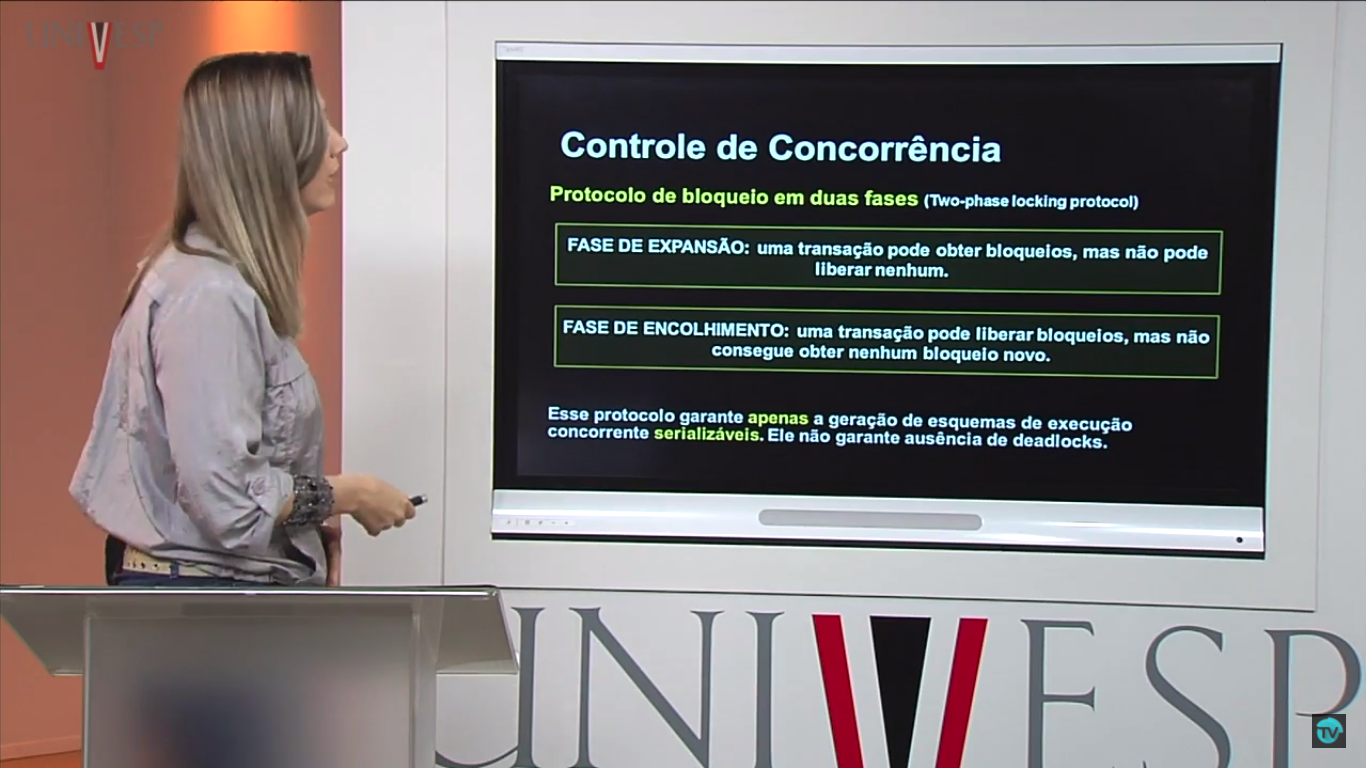 UNIVESP
Controle de Concorrência
Protocolo de bloqueio em duas fases (Two-phase locking protocol)
FASE DE EXPANSÃO: uma transação pode obter bloqueios, mas não pode
liberar nenhum.
FASE DE ENCOLHIMENTO: uma transação pode liberar bloqueios, mas não
consegue obter nenhum bloqueio novo.
Esse protocolo garante apenas a geração de esquemas de execução
concorrente serializáveis. Ele não garante ausência de deadlocks.
UNIVESP
TV